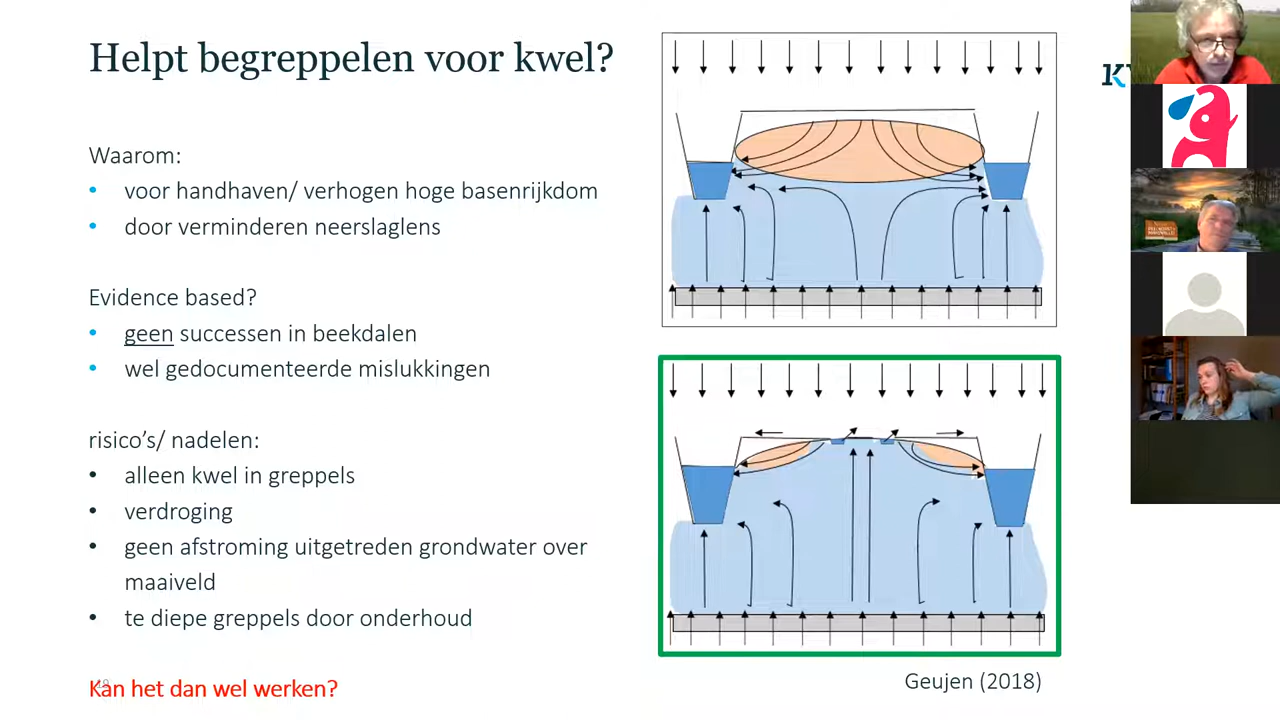 Helpt begreppelen voor kwel?
Waarom:
• voor handhaven/ verhogen hoge basenrijkdom
• door verminderen neerslaglens
Evidence based?
• geen successen in beekdalen
• wel gedocumenteerde mislukkingen
risico's/ nadelen:
• alleen kwel in greppels
• verdroging
• geen afstroming uitgetreden grondwater over
maaiveld
• te diepe greppels door onderhoud
Kan het dan wel werken?
Geujen (2018)